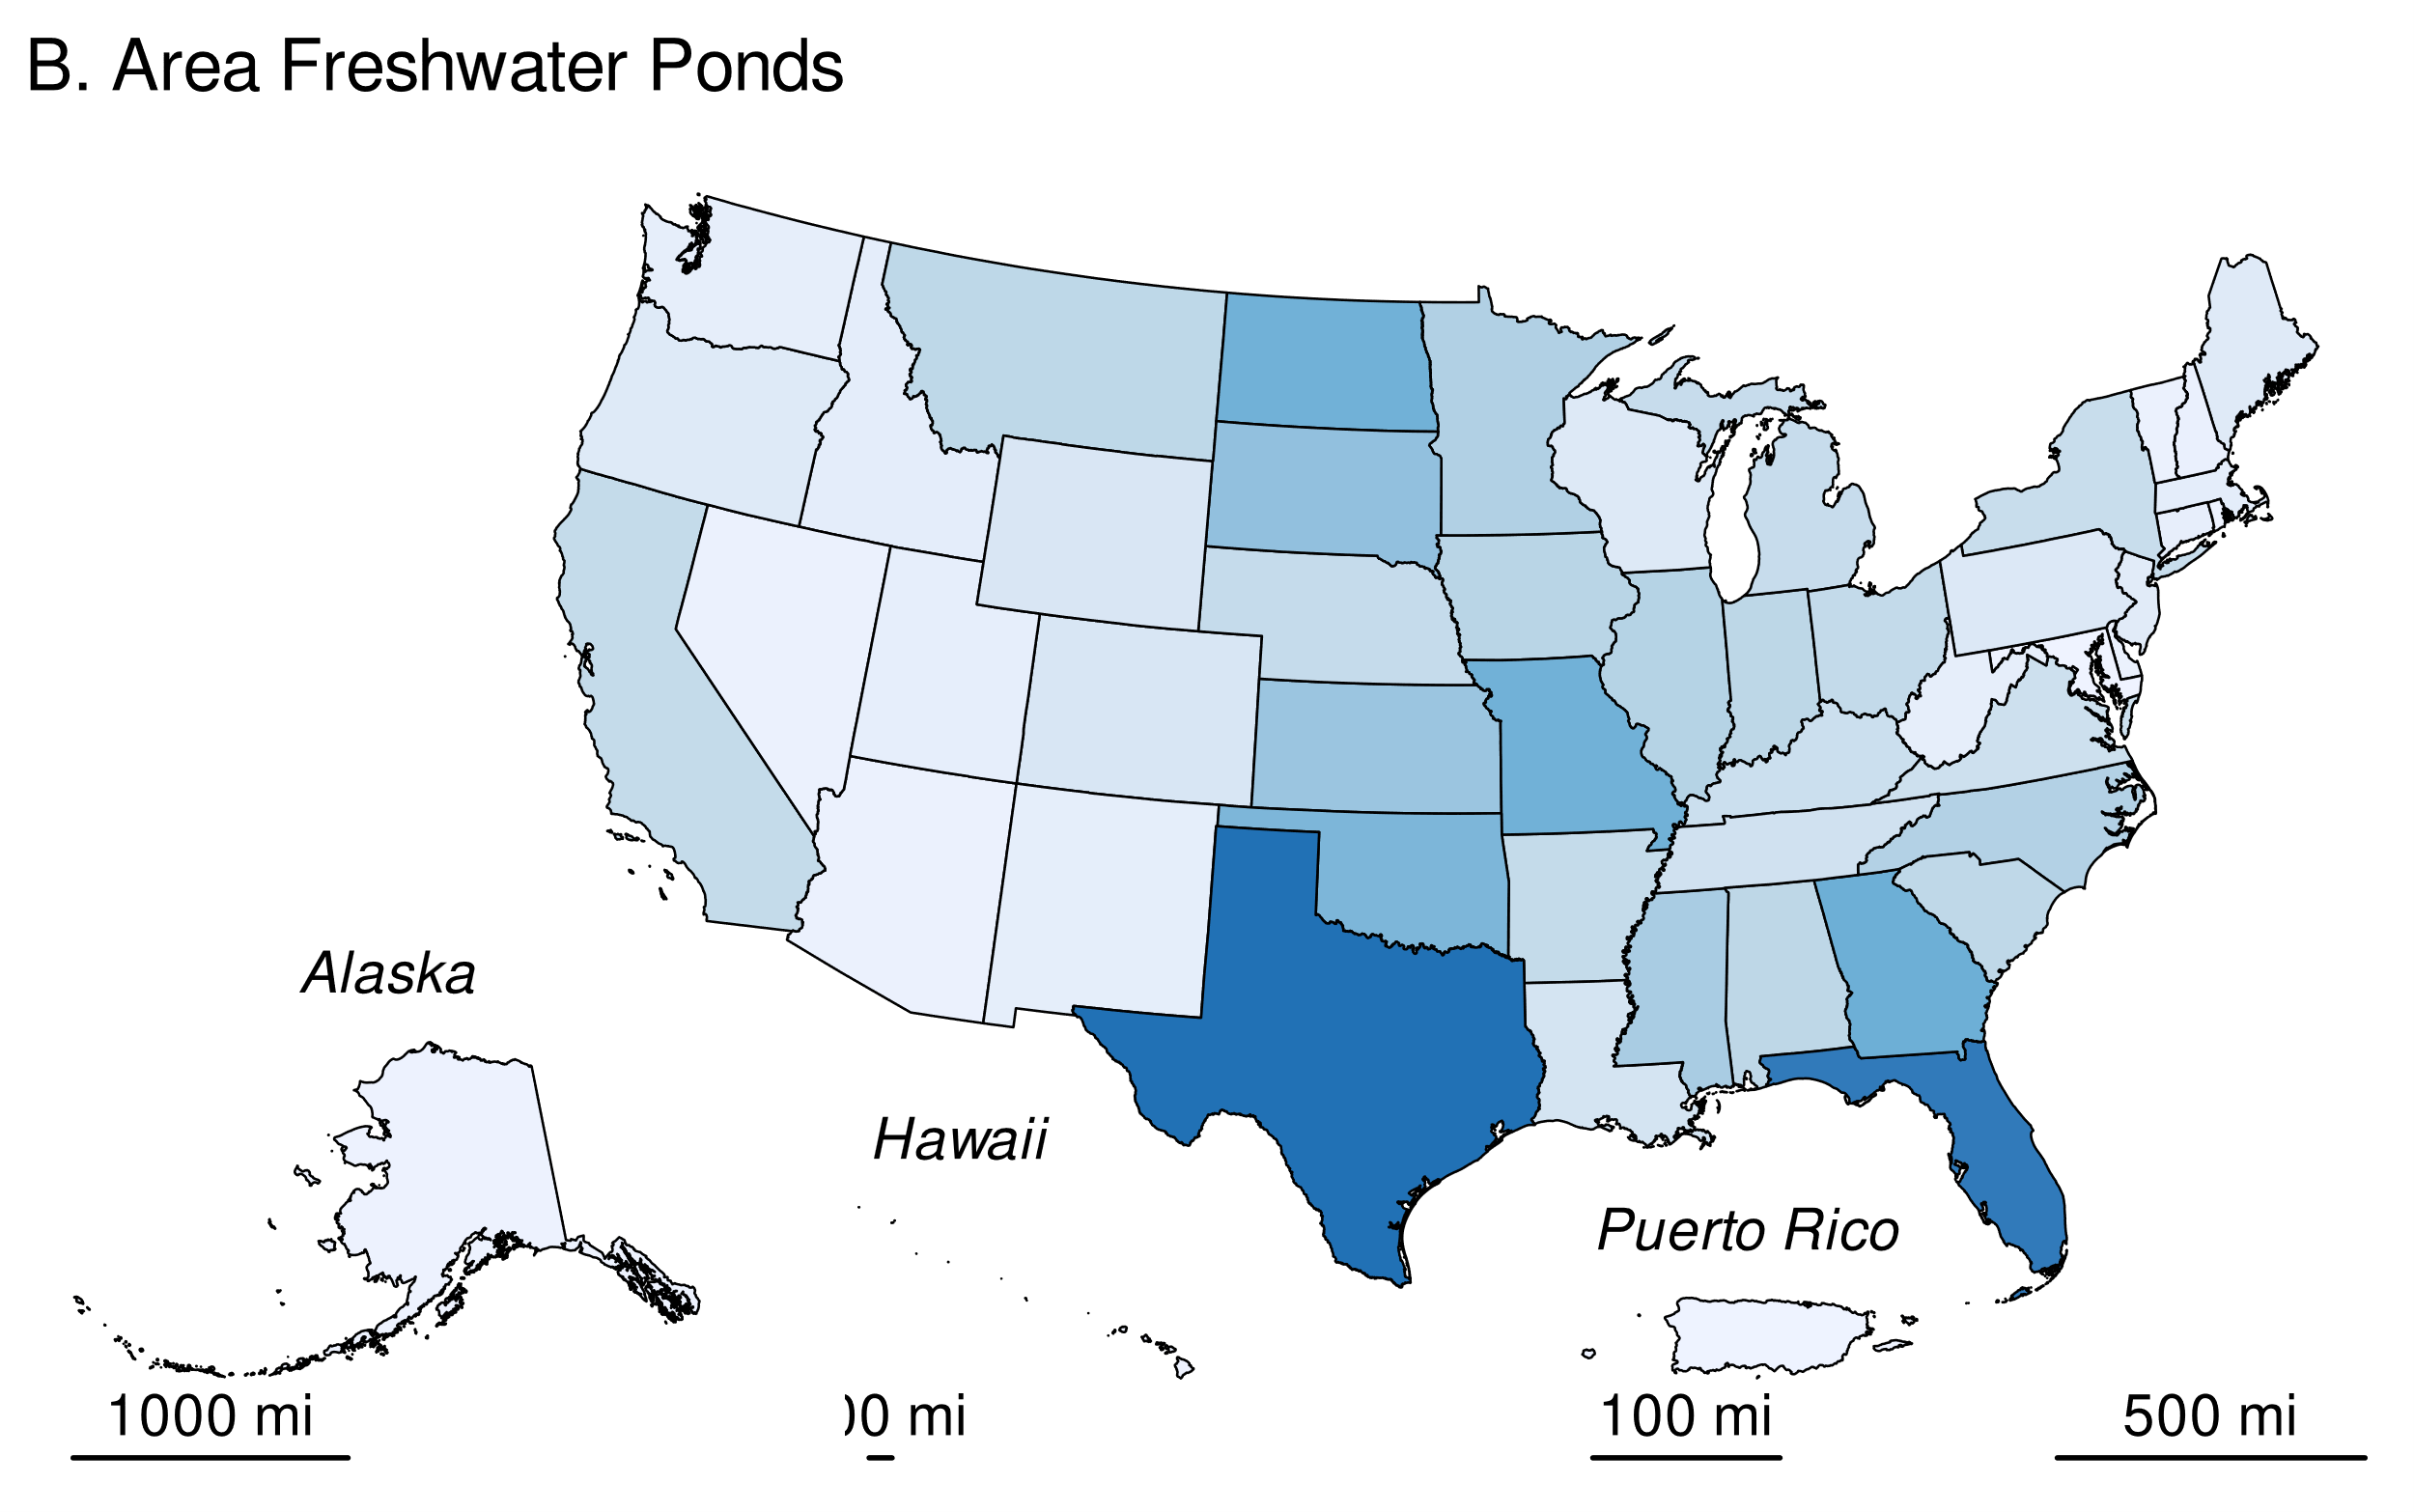 B. Area Freshwater Ponds
Alaska
Hawaii
Puerto Rico
1000 mi
0 mi
100 mi
500 mi